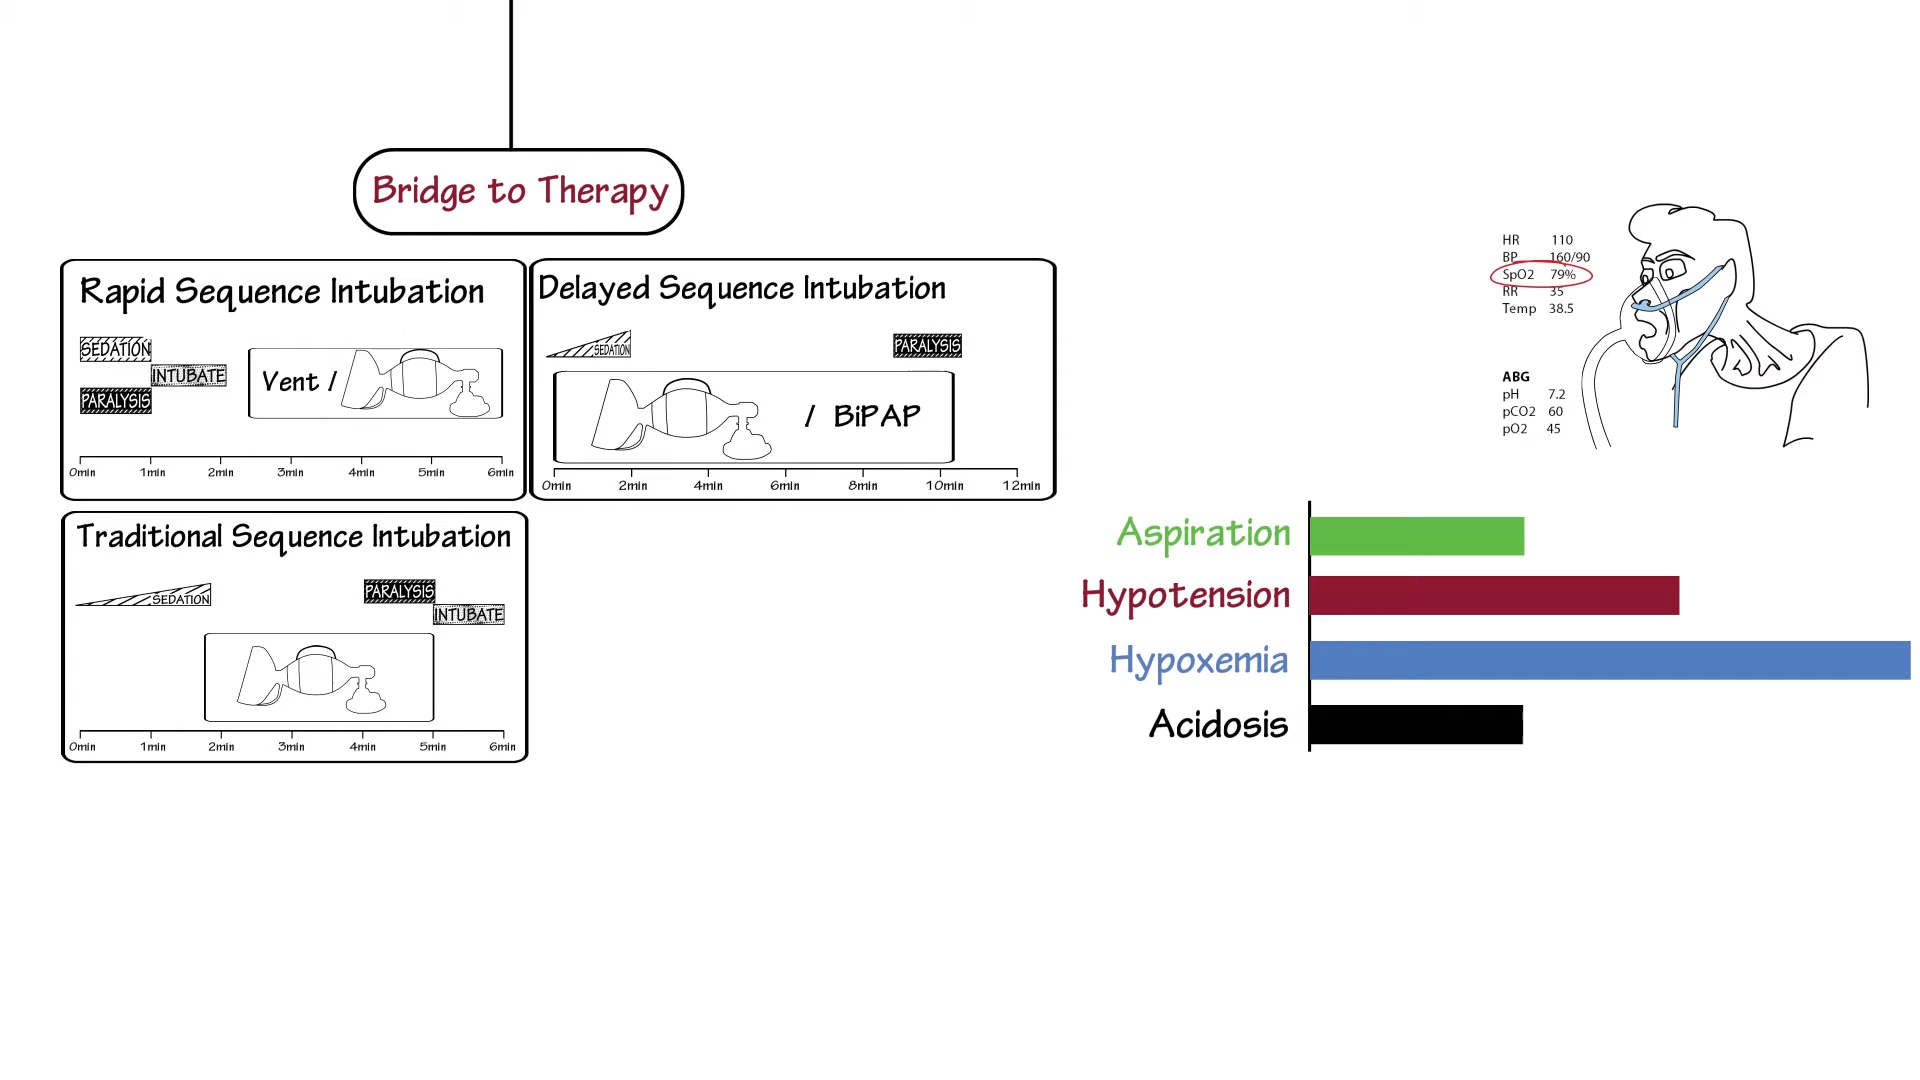 Bridge to Therapy
Rapid Sequence Intubation
SEDATION
INTUBATE
PARALYSIS
Vent /
0min 1min 2min 3min 4min 5min 6min
Delayed Sequence Intubation
SEDATION
PARALYSIS
/ BiPAP
0min 2min 4min 6min 8min 10min 12min
Traditional Sequence Intubation
SEDATION
PARALYSIS
INTUBATE
0min 1min 2min 3min 4min 5min 6min
HR 110
BP 160/90
SpO2 79%
RR 35
Temp 38.5
ABG
pH 7.2
pCO2 60
pO2 45
Aspiration
Hypotension
Hypoxemia
Acidosis